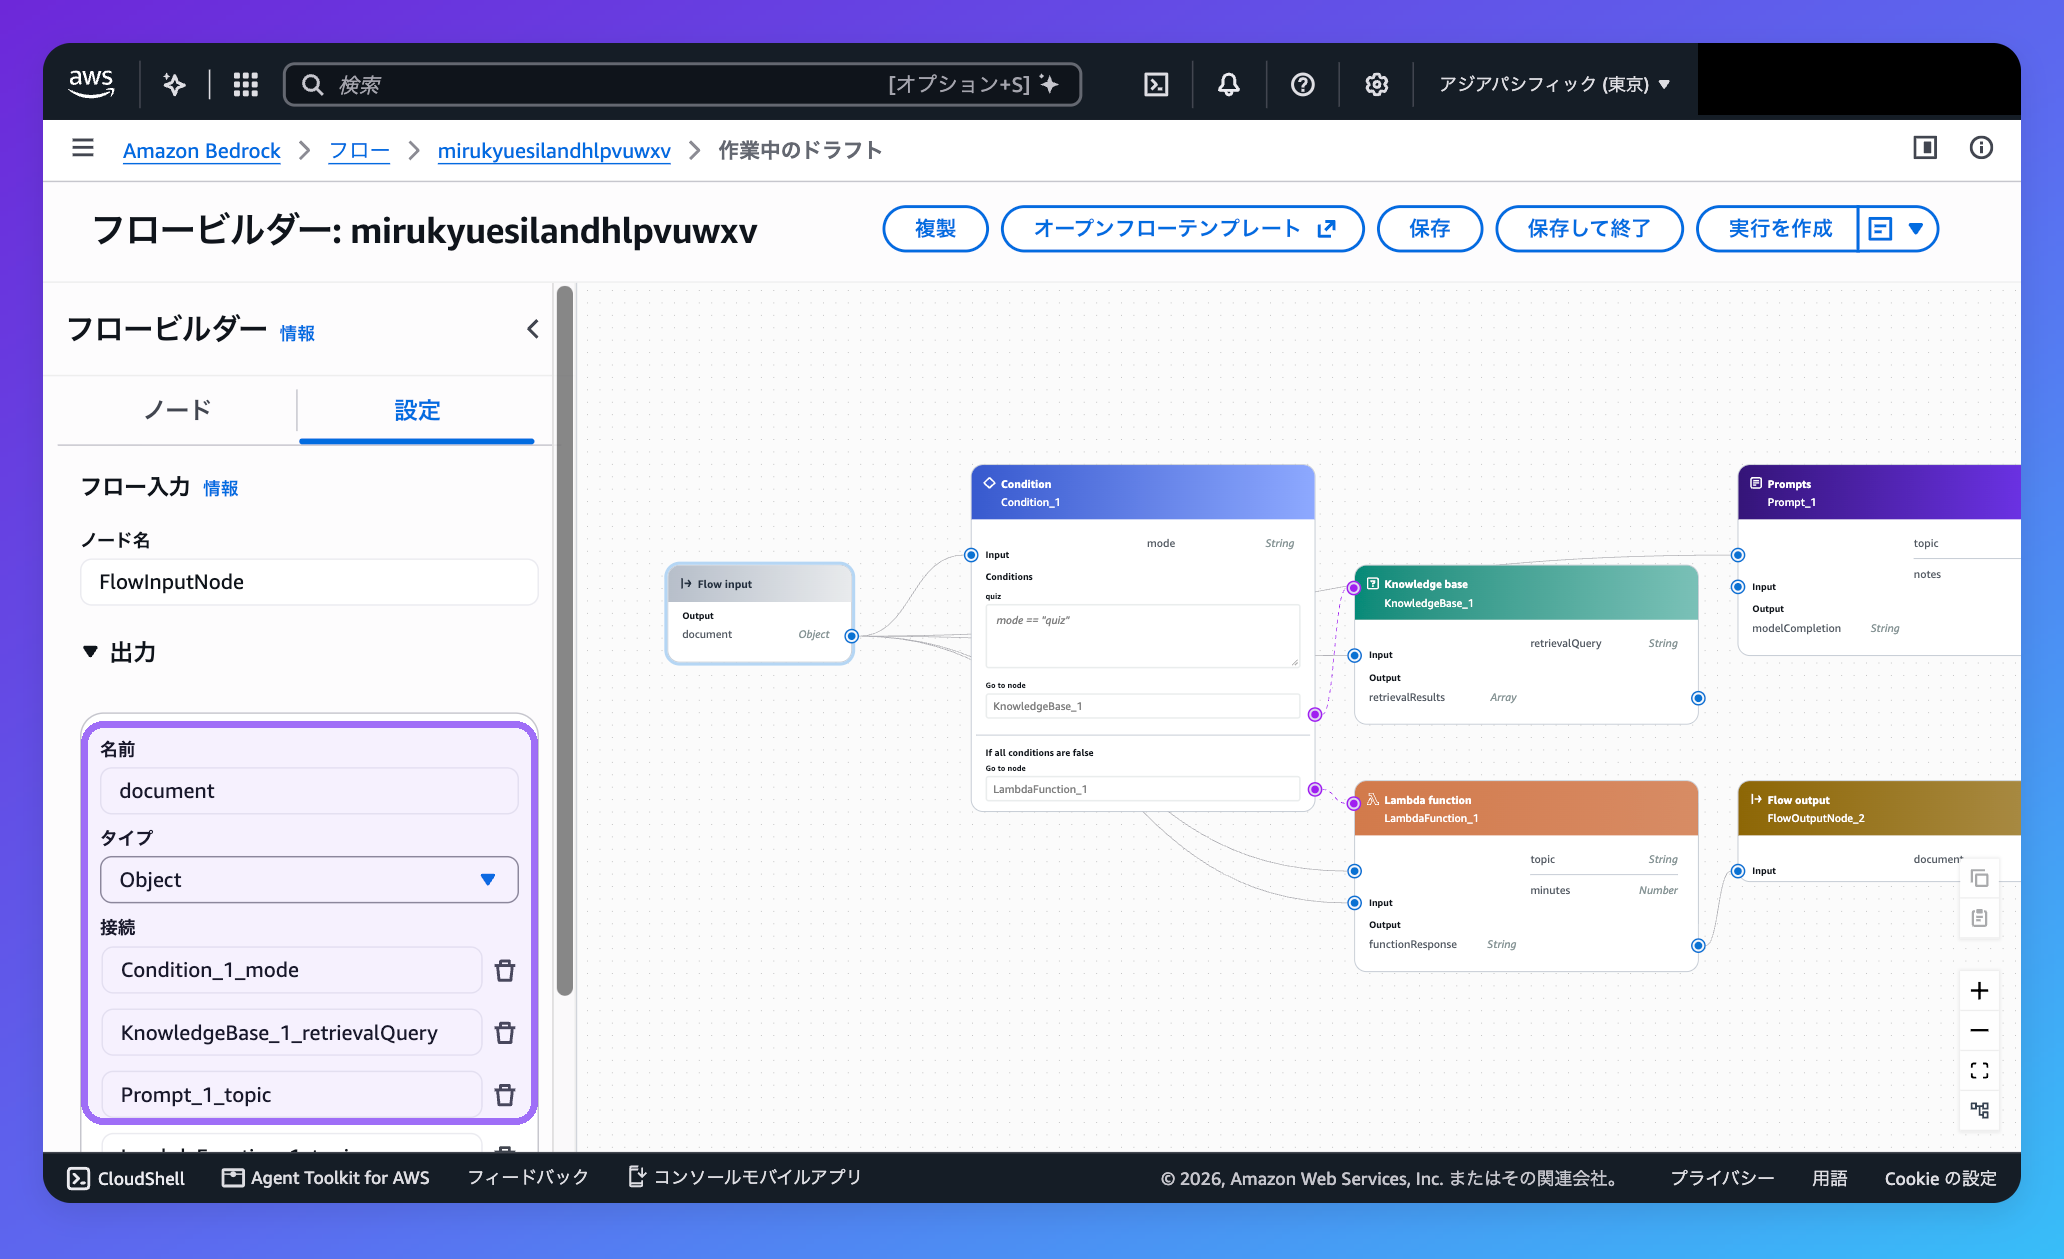 aws
検索 [オプション+S]
アジアパシフィック (東京)
Amazon Bedrock
フロー
mirukyuesilandhlpvuwxv
作業中のドラフト
フロービルダー: mirukyuesilandhlpvuwxv
複製
オープンフローテンプレート
保存
保存して終了
実行を作成
フロービルダー 情報
ノード
設定
フロー入力 情報
ノード名
FlowInputNode
出力
名前
document
タイプ
Object
接続
Condition_1_mode
KnowledgeBase_1_retrievalQuery
Prompt_1_topic
Flow input
Output
document Object
Condition
Condition_1
mode String
Input
Conditions
quiz
mode == "quiz"
Go to node
KnowledgeBase_1
If all conditions are false
Go to node
LambdaFunction_1
Knowledge base
KnowledgeBase_1
retrievalQuery String
Input
Output
retrievalResults Array
Lambda function
LambdaFunction_1
topic String
minutes Number
Input
Output
functionResponse String
Prompts
Prompt_1
topic
notes
Input
Output
modelCompletion String
Flow output
FlowOutputNode_2
document
Input
CloudShell
Agent Toolkit for AWS
フィードバック
コンソールモバイルアプリ
© 2026, Amazon Web Services, Inc. またはその関連会社。
プライバシー
用語
Cookie の設定